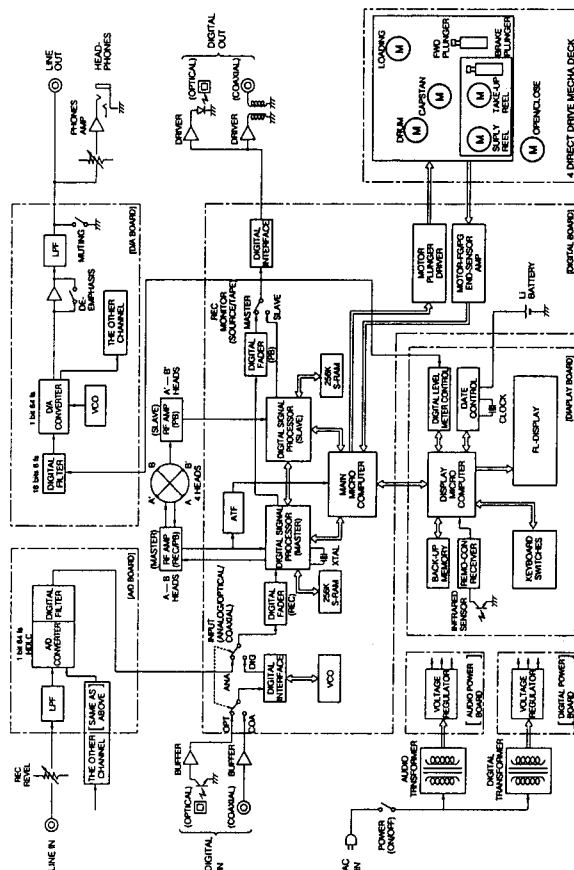 LINE OUT
HEAD-
PHONES
PHONES
AMP
DIGITAL
OUT
(OPTICAL)
(COAXIAL)
DRIVER
DRIVER
LOADING
M
FWO
PLUNGER
BRAKE
PLUNGER
CAPSTAN
M
DRUM
M
M
TAKE-UP
REEL
M
SUPLY
REEL
M
OPEN/CLOSE
4 DIRECT DRIVE MECHA DECK
LPF
MUTING
[D/A BOARD]
DE-
EMPHASIS
THE OTHER
CHANNEL
1 bit 64 fs
D/A
CONVERTER
VCO
18 bits 8 fs
DIGITAL
FILTER
DIGITAL
INTERFACE
REC
MONITOR
(SOURCE/TAPE)
MASTER
SLAVE
DIGITAL
FADER
(PB)
MOTOR
PLUNGER
DRIVER
MOTOR-FG/PG
END-SENSOR
AMP
[DIGITAL BOARD]
Li
BATTERY
(SLAVE)
RF AMP
(PB)
A'—B'
HEADS
A'
B
A
B'
4 HEADS
(MASTER)
RF AMP
(REC/PB)
A—B
HEADS
ATF
DIGITAL SIGNAL
PROCESSOR
(SLAVE)
256K
S-RAM
DIGITAL SIGNAL
PROCESSOR
(MASTER)
XTAL
256K
S-RAM
MAIN
MICRO
COMPUTER
DIGITAL LEVEL
METER CONTROL
DATE
CONTROL
CLOCK
[DIAPLAY BOARD]
DISPLAY
MICRO
COMPUTER
FL-DISPLAY
BACK-UP
MEMORY
REMO-CON
RECEIVER
INFRARED
SENSOR
KEYBOARD
SWITCHES
1 bit 64 fs
HDLC
A/D
CONVERTER
DIGITAL
FILTER
[A/D BOARD]
LPF
REC
REVEL
THE OTHER
CHANNEL
SAME AS
ABOVE
LINE IN
INPUT
(ANALOG/OPTICAL/
COAXIAL)
DIGITAL
FADER
(REC)
ANA
DIG
OPT
COA
DIGITAL
INTERFACE
VCO
BUFFER
BUFFER
(OPTICAL)
(COAXIAL)
DIGITAL
IN
VOLTAGE
REGULATOR
AUDIO POWER
BOARD
VOLTAGE
REGULATOR
DIGITAL POWER
BOARD
AUDIO
TRNSFORMER
DIGITAL
TRANSFORMER
POWER
(ON/OFF)
AC
IN